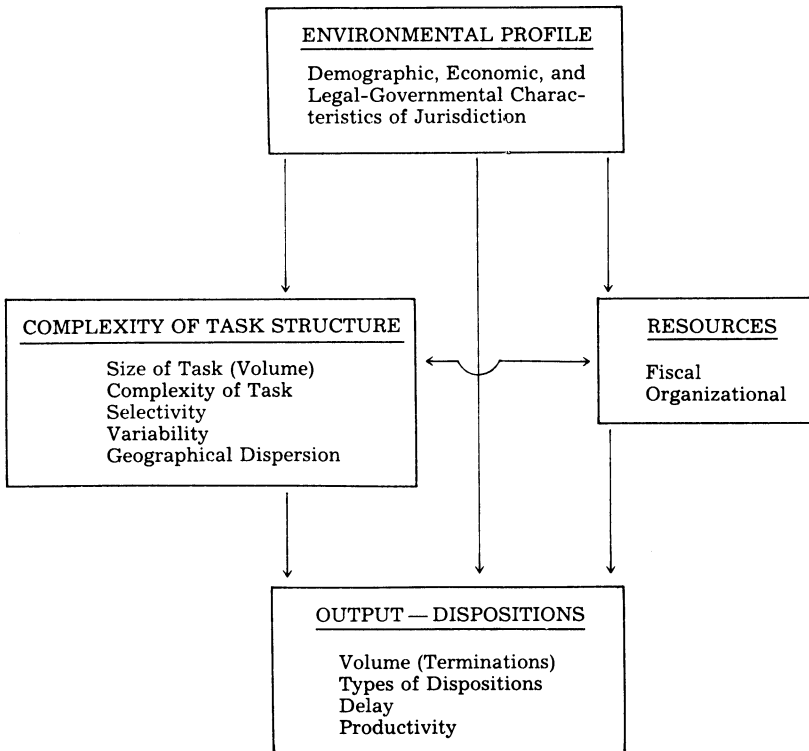 ENVIRONMENTAL PROFILE
Demographic, Economic, and
Legal-Governmental Charac-
teristics of Jurisdiction
COMPLEXITY OF TASK STRUCTURE
Size of Task (Volume)
Complexity of Task
Selectivity
Variability
Geographical Dispersion
RESOURCES
Fiscal
Organizational
OUTPUT — DISPOSITIONS
Volume (Terminations)
Types of Dispositions
Delay
Productivity